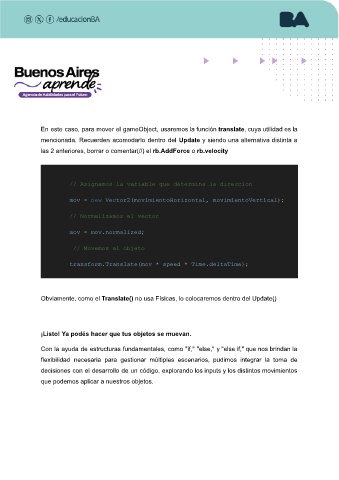 /educacionBA
BA
Buenos Aires
aprende
Agencia de Habilidades para el Futuro
En este caso, para mover el gameObject, usaremos la función translate, cuya utilidad es la
mencionada. Recuerden acomodarlo dentro del Update y siendo una alternativa distinta a
las 2 anteriores, borrar o comentar(//) el rb.AddForce o rb.velocity
// Asignamos la variable que determine la direccion
mov = new Vector2(movimientoHorizontal, movimientoVertical);
// Normalizamos el vector
mov = mov.normalized;
// Movemos al objeto
transform.Translate(mov * speed * Time.deltaTime);
Obviamente, como el Translate() no usa Físicas, lo colocaremos dentro del Update()
¡Listo! Ya podés hacer que tus objetos se muevan.
Con la ayuda de estructuras fundamentales, como "if," "else," y "else if," que nos brindan la
flexibilidad necesaria para gestionar múltiples escenarios, pudimos integrar la toma de
decisiones con el desarrollo de un código, explorando los inputs y los distintos movimientos
que podemos aplicar a nuestros objetos.